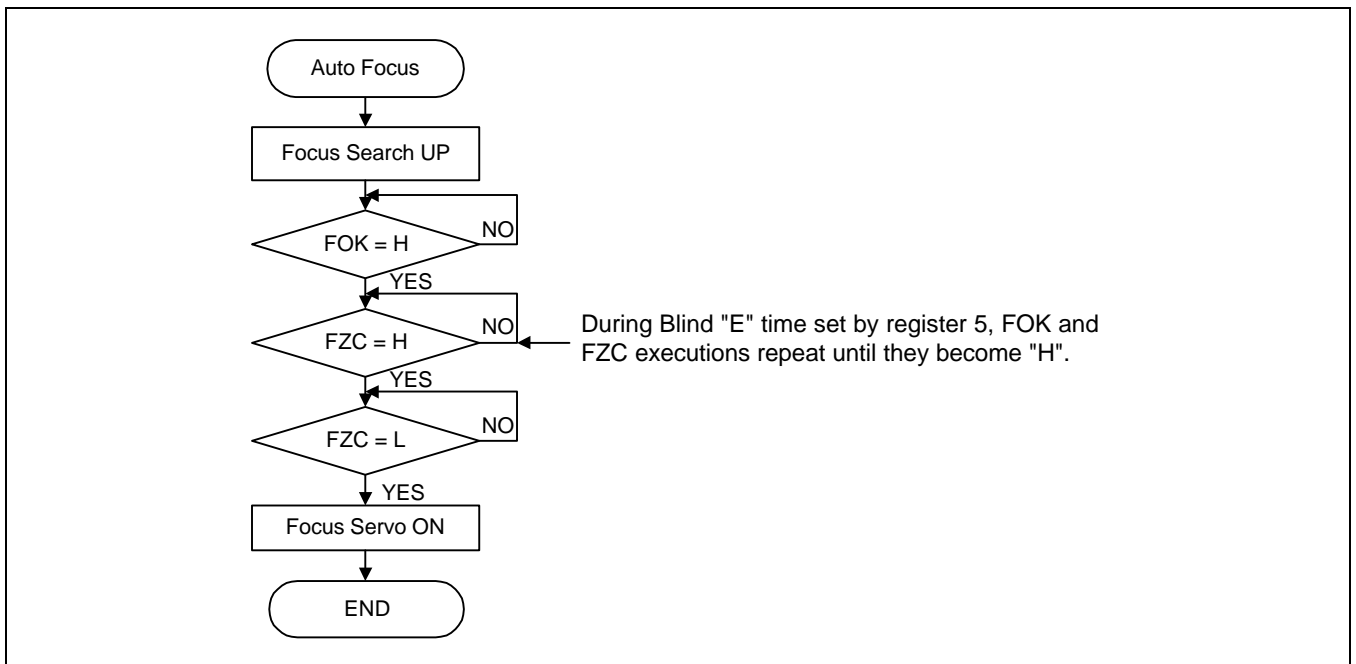 Auto Focus
Focus Search UP
NO
FOK = H
YES
NO
FZC = H
During Blind "E" time set by register 5, FOK and
FZC executions repeat until they become "H".
YES
NO
FZC = L
YES
Focus Servo ON
END